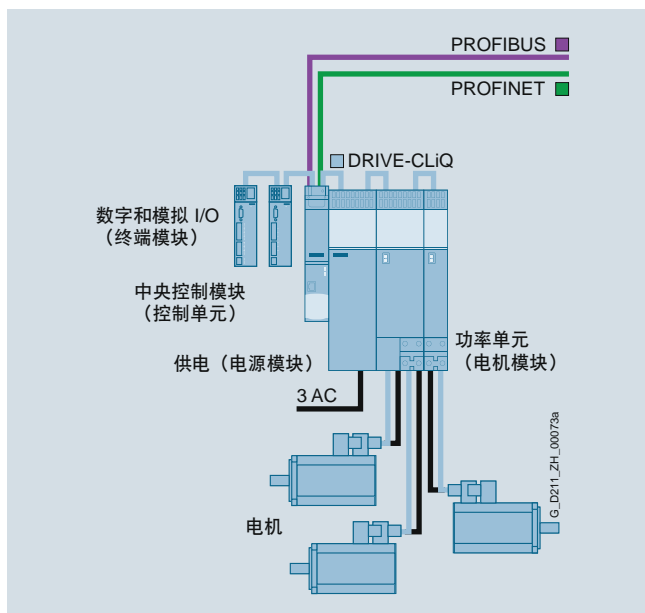 PROFIBUS
PROFINET
DRIVE-CLiQ
数字和模拟 I/O
（终端模块）
中央控制模块
（控制单元）
供电（电源模块）
功率单元
（电机模块）
3 AC
电机
G_D211_ZH_00073a